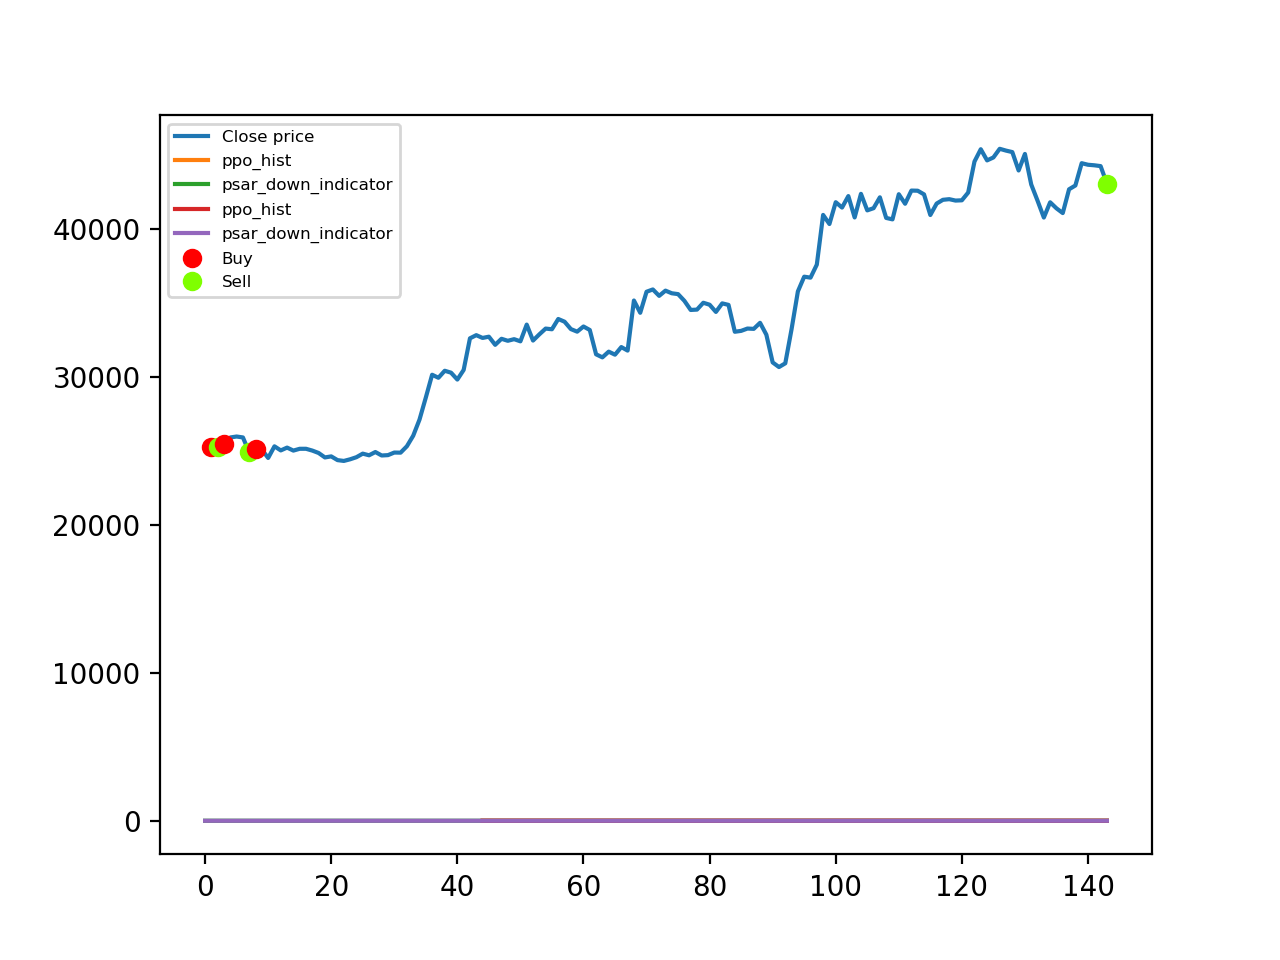 Close price
ppo_hist
psar_down_indicator
ppo_hist
psar_down_indicator
Buy
Sell
40000
30000
20000
10000
0
0 20 40 60 80 100 120 140